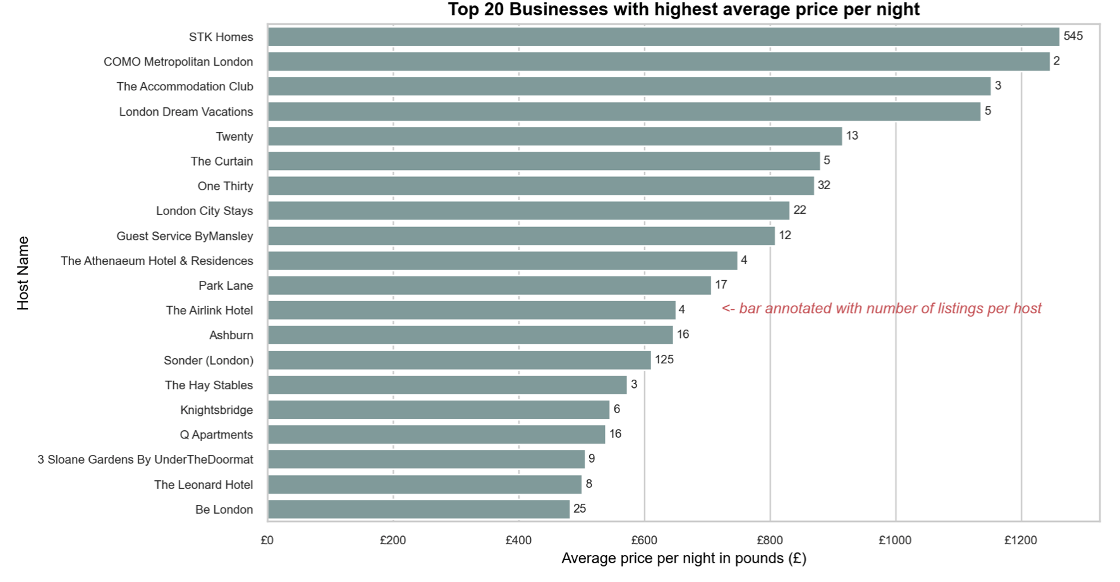 Top 20 Businesses with highest average price per night
Host Name
STK Homes 545
COMO Metropolitan London 2
The Accommodation Club 3
London Dream Vacations 5
Twenty 13
The Curtain 5
One Thirty 32
London City Stays 22
Guest Service ByMansley 12
The Athenaeum Hotel & Residences 4
Park Lane 17
The Airlink Hotel 4 <- bar annotated with number of listings per host
Ashburn 16
Sonder (London) 125
The Hay Stables 3
Knightsbridge 6
Q Apartments 16
3 Sloane Gardens By UnderTheDoormat 9
The Leonard Hotel 8
Be London 25
£0 £200 £400 £600 £800 £1000 £1200
Average price per night in pounds (£)